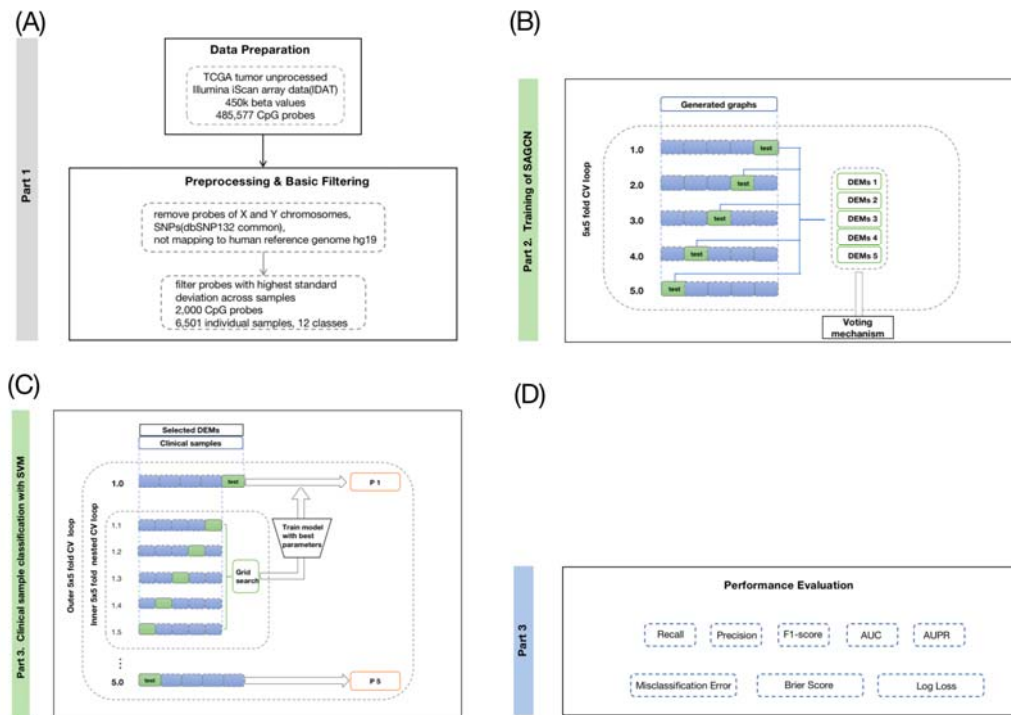 (A)
Part 1
Data Preparation
TCGA tumor unprocessed
Illumina iScan array data(IDAT)
450k beta values
485,577 CpG probes
Preprocessing & Basic Filtering
remove probes of X and Y chromosomes,
SNPs(dbSNP132 common),
not mapping to human reference genome hg19
filter probes with highest standard
deviation across samples
2,000 CpG probes
6,501 individual samples, 12 classes
(B)
Part 2. Training of SAGCN
Generated graphs
5x5 fold CV loop
1.0
test
2.0
test
3.0
test
4.0
test
5.0
test
DEMs 1
DEMs 2
DEMs 3
DEMs 4
DEMs 5
Voting
mechanism
(C)
Part 3. Clinical sample classification with SVM
Selected DEMs
Clinical samples
Outer 5x5 fold CV loop
Inner 5x5 fold nested CV loop
1.0
test
P 1
1.1
1.2
1.3
1.4
1.5
Grid
search
Train model
with best
parameters
5.0
test
P 5
(D)
Part 3
Performance Evaluation
Recall
Precision
F1-score
AUC
AUPR
Misclassification Error
Brier Score
Log Loss